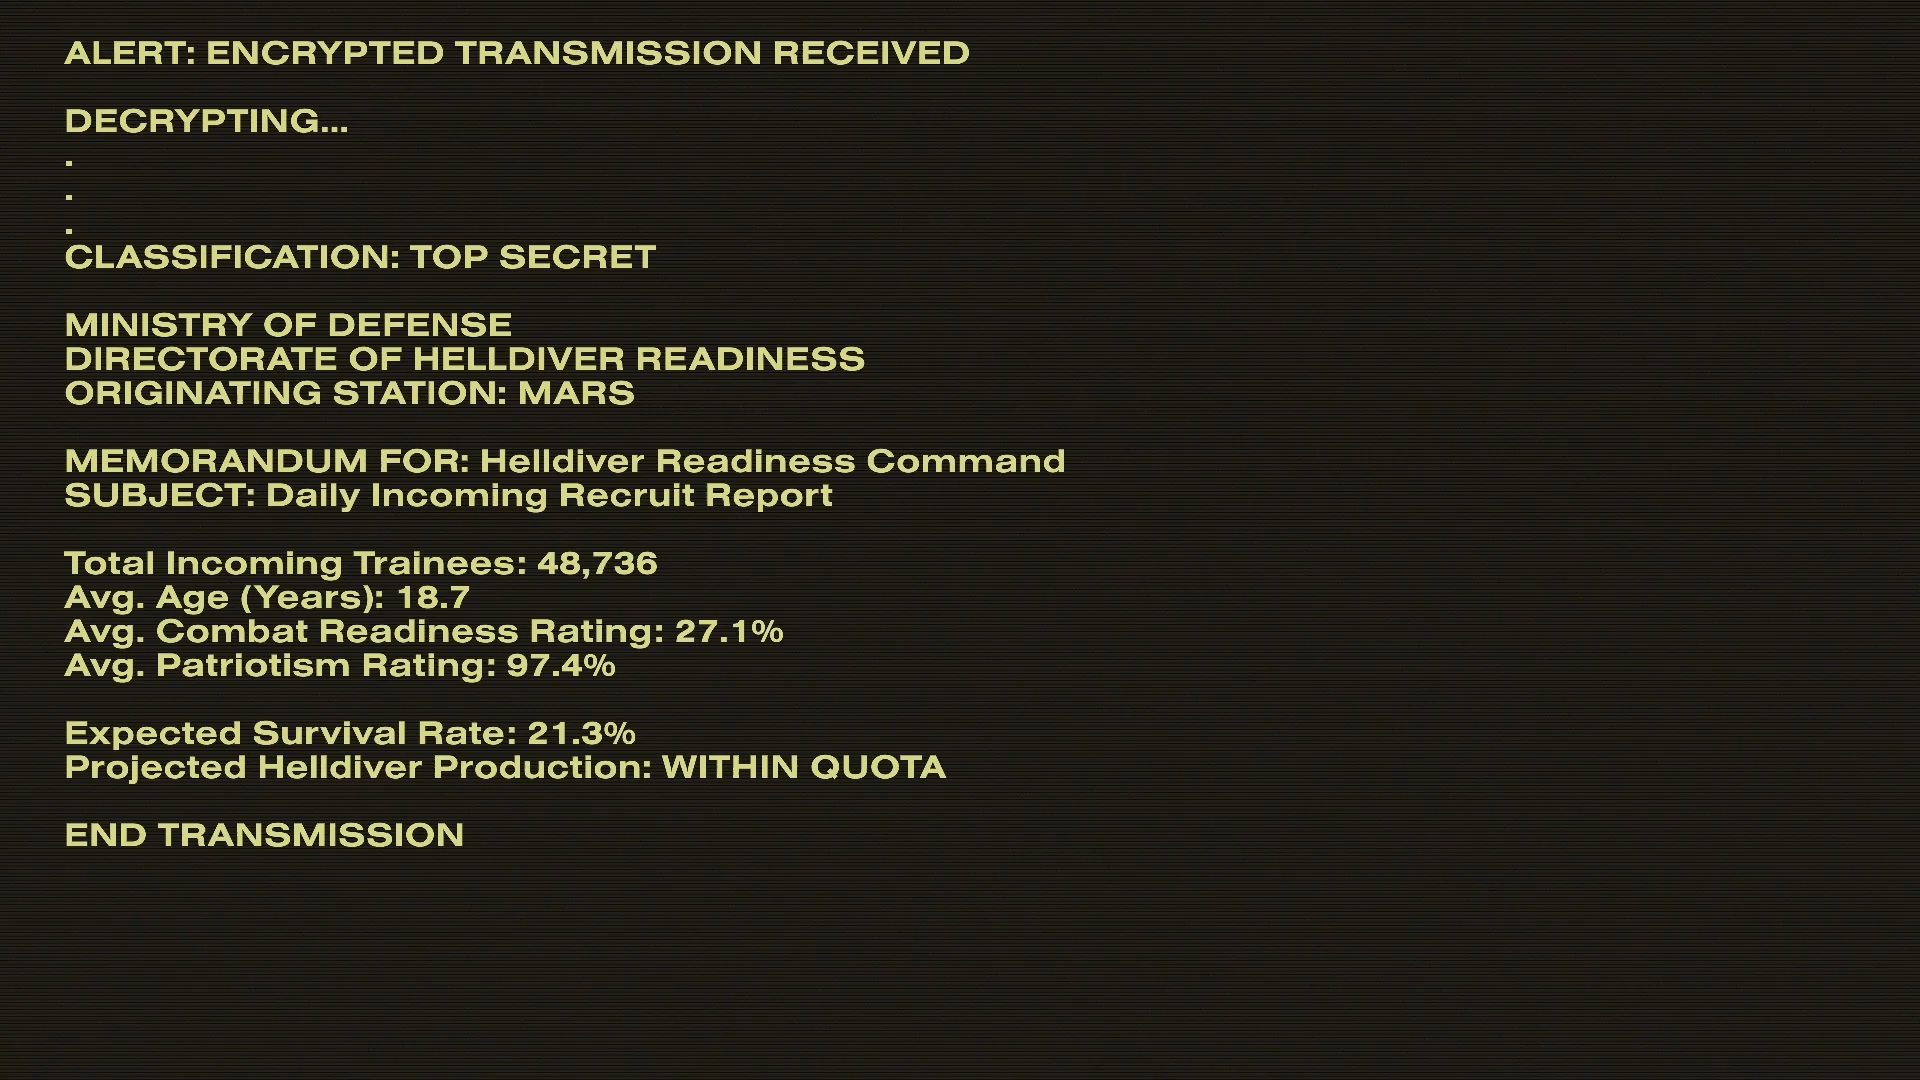 ALERT: ENCRYPTED TRANSMISSION RECEIVED
DECRYPTING...
.
.
.
CLASSIFICATION: TOP SECRET
MINISTRY OF DEFENSE
DIRECTORATE OF HELLDIVER READINESS
ORIGINATING STATION: MARS
MEMORANDUM FOR: Helldiver Readiness Command
SUBJECT: Daily Incoming Recruit Report
Total Incoming Trainees: 48,736
Avg. Age (Years): 18.7
Avg. Combat Readiness Rating: 27.1%
Avg. Patriotism Rating: 97.4%
Expected Survival Rate: 21.3%
Projected Helldiver Production: WITHIN QUOTA
END TRANSMISSION